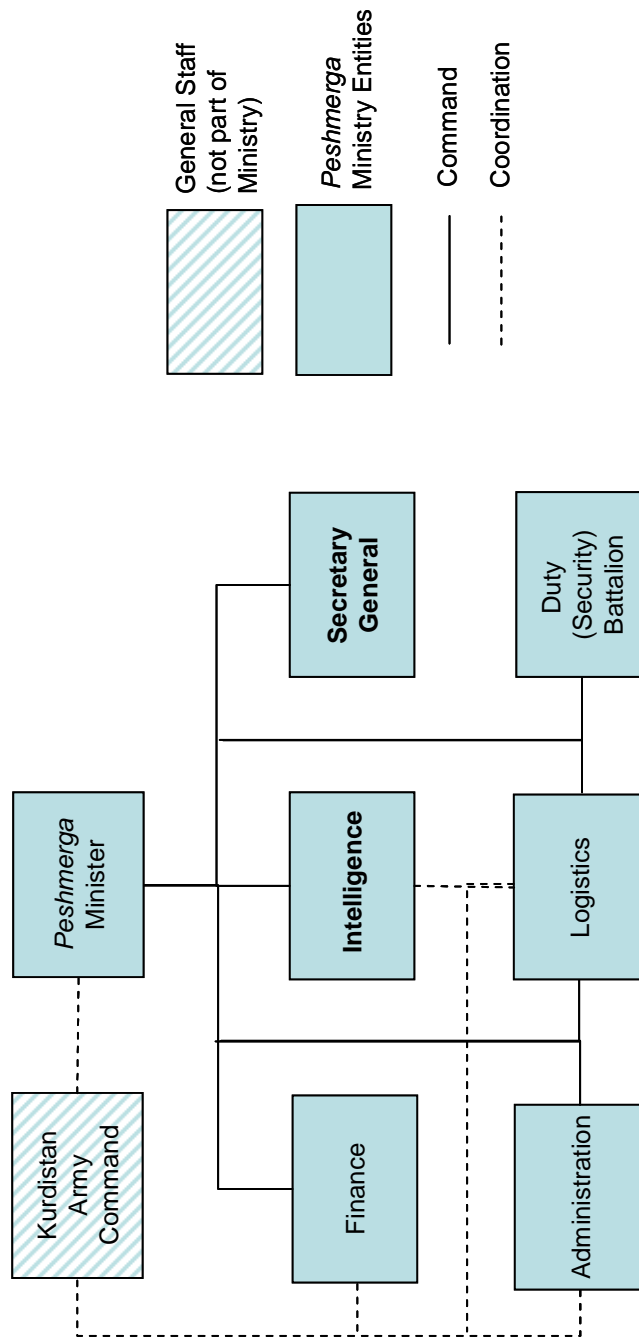 Kurdistan
Army
Command
Peshmerga
Minister
Finance
Intelligence
Secretary
General
Administration
Logistics
Duty
(Security)
Battalion
General Staff
(not part of
Ministry)
Peshmerga
Ministry Entities
Command
Coordination